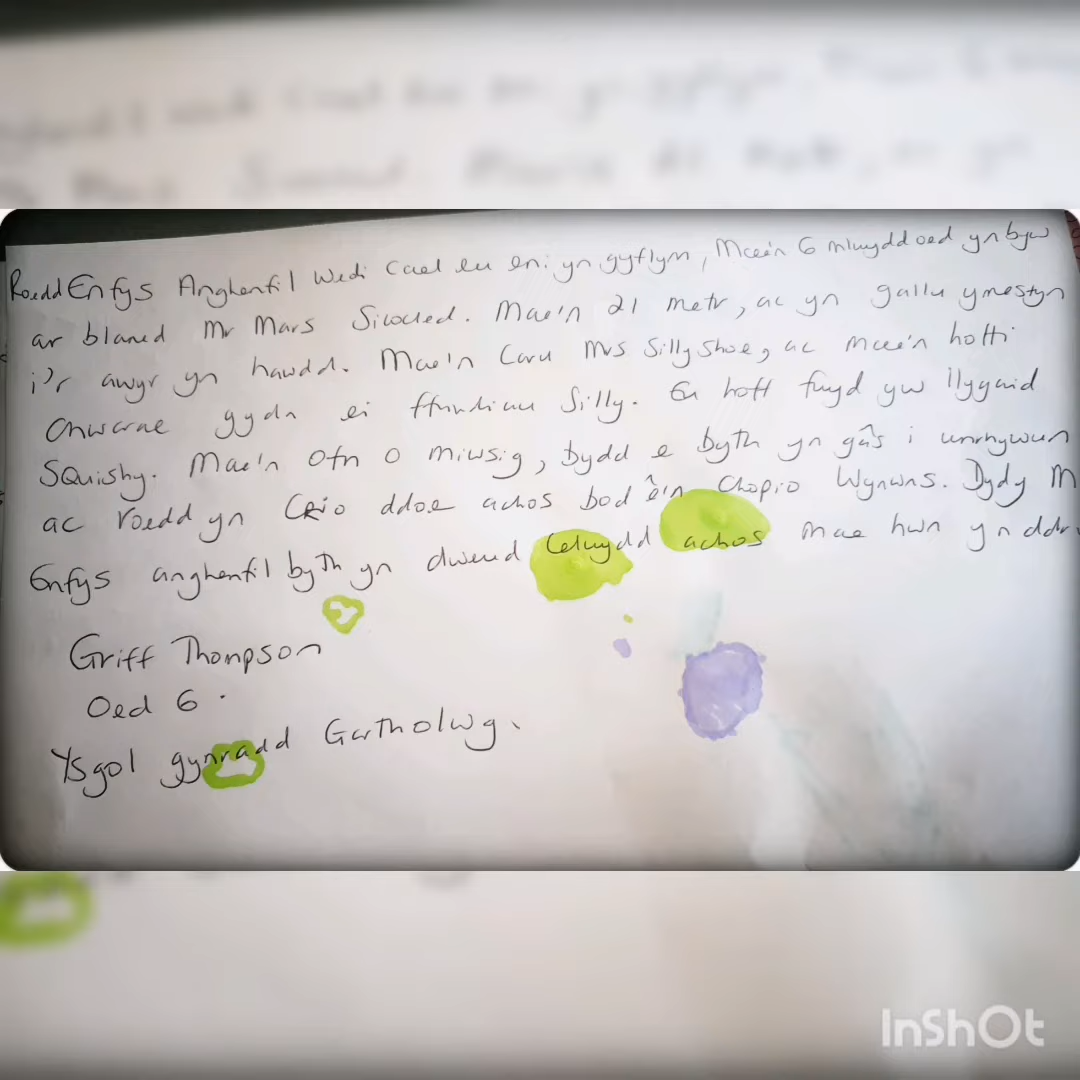 Roedd Enfys Anghenfil wedi cael eu eni yn gyflym, Mae'n 6 mlwydd oed yn byw
ar blaned Mr Mars Siocled. Mae'n 21 metr, ac yn gallu ymestyn
i'r awyr yn hawdd. Mae'n Caru Mrs Silly Shoe, ac mae'n hoffi
chwarae gyda ei ffrindiau Silly. Eu hoff fwyd yw llygaid
Squishy. Mae'n Ofn o miwsig, bydd e byth yn gâs i unrhywun
ac roedd yn Crio ddoe achos bod ê'n Chopio Wynwns. Dydy
Enfys anghenfil byth yn dweud Celwydd achos mae hwn yn
Griff Thompson
Oed 6.
Ysgol gynradd Gartholwg.
InShOt